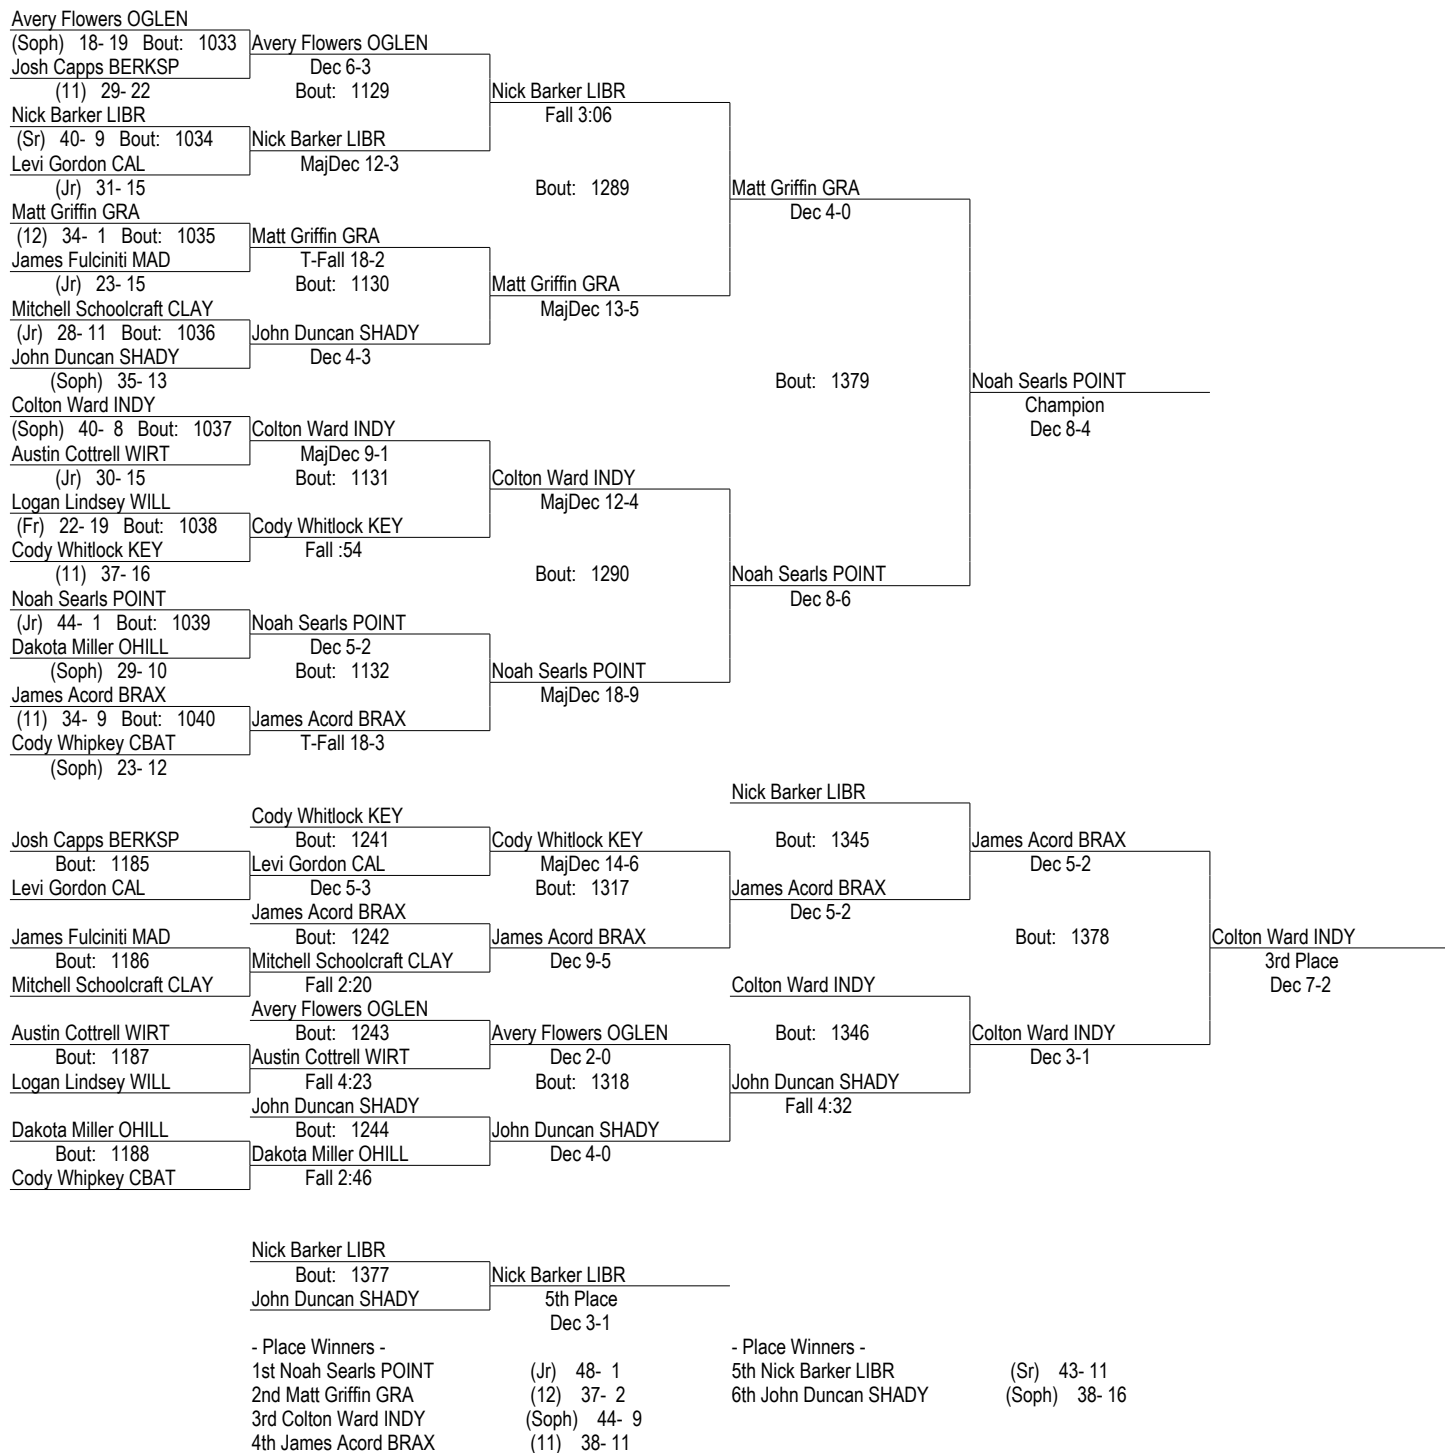 Avery Flowers OGLEN
(Soph) 18- 19 Bout: 1033 Avery Flowers OGLEN
Josh Capps BERKSP Dec 6-3
(11) 29- 22 Bout: 1129 Nick Barker LIBR
Nick Barker LIBR Fall 3:06
(Sr) 40- 9 Bout: 1034 Nick Barker LIBR
Levi Gordon CAL MajDec 12-3
(Jr) 31- 15 Bout: 1289 Matt Griffin GRA
Matt Griffin GRA Dec 4-0
(12) 34- 1 Bout: 1035 Matt Griffin GRA
James Fulciniti MAD T-Fall 18-2
(Jr) 23- 15 Bout: 1130 Matt Griffin GRA
Mitchell Schoolcraft CLAY MajDec 13-5
(Jr) 28- 11 Bout: 1036 John Duncan SHADY
John Duncan SHADY Dec 4-3
(Soph) 35- 13 Bout: 1379 Noah Searls POINT
Colton Ward INDY Champion
(Soph) 40- 8 Bout: 1037 Colton Ward INDY Dec 8-4
Austin Cottrell WIRT MajDec 9-1
(Jr) 30- 15 Bout: 1131 Colton Ward INDY
Logan Lindsey WILL MajDec 12-4
(Fr) 22- 19 Bout: 1038 Cody Whitlock KEY
Cody Whitlock KEY Fall :54
(11) 37- 16 Bout: 1290 Noah Searls POINT
Noah Searls POINT Dec 8-6
(Jr) 44- 1 Bout: 1039 Noah Searls POINT
Dakota Miller OHILL Dec 5-2
(Soph) 29- 10 Bout: 1132 Noah Searls POINT
James Acord BRAX MajDec 18-9
(11) 34- 9 Bout: 1040 James Acord BRAX
Cody Whipkey CBAT T-Fall 18-3
(Soph) 23- 12
Nick Barker LIBR
Cody Whitlock KEY
Josh Capps BERKSP Bout: 1241 Cody Whitlock KEY Bout: 1345 James Acord BRAX
Bout: 1185 Levi Gordon CAL MajDec 14-6 Dec 5-2
Levi Gordon CAL Dec 5-3 Bout: 1317 James Acord BRAX
James Acord BRAX Dec 5-2
James Fulciniti MAD Bout: 1242 James Acord BRAX Bout: 1378 Colton Ward INDY
Bout: 1186 Mitchell Schoolcraft CLAY Dec 9-5 3rd Place
Mitchell Schoolcraft CLAY Fall 2:20 Colton Ward INDY Dec 7-2
Avery Flowers OGLEN
Austin Cottrell WIRT Bout: 1243 Avery Flowers OGLEN Bout: 1346 Colton Ward INDY
Bout: 1187 Austin Cottrell WIRT Dec 2-0 Dec 3-1
Logan Lindsey WILL Fall 4:23 Bout: 1318 John Duncan SHADY
John Duncan SHADY Fall 4:32
Dakota Miller OHILL Bout: 1244 John Duncan SHADY
Bout: 1188 Dakota Miller OHILL Dec 4-0
Cody Whipkey CBAT Fall 2:46
Nick Barker LIBR
Bout: 1377 Nick Barker LIBR
John Duncan SHADY 5th Place
Dec 3-1
- Place Winners - - Place Winners -
1st Noah Searls POINT (Jr) 48- 1 5th Nick Barker LIBR (Sr) 43- 11
2nd Matt Griffin GRA (12) 37- 2 6th John Duncan SHADY (Soph) 38- 16
3rd Colton Ward INDY (Soph) 44- 9
4th James Acord BRAX (11) 38- 11